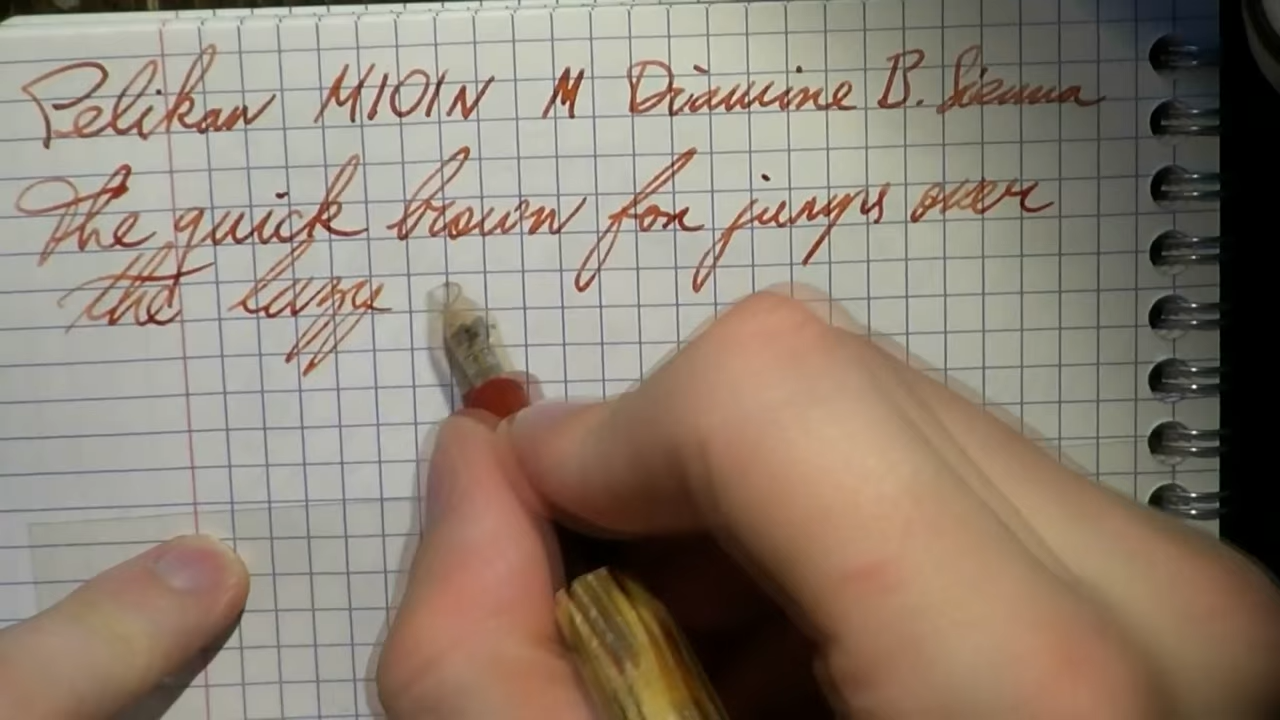 Pelikan M101N M Diamine B. Sienna
The quick brown fox jumps over
the lazy